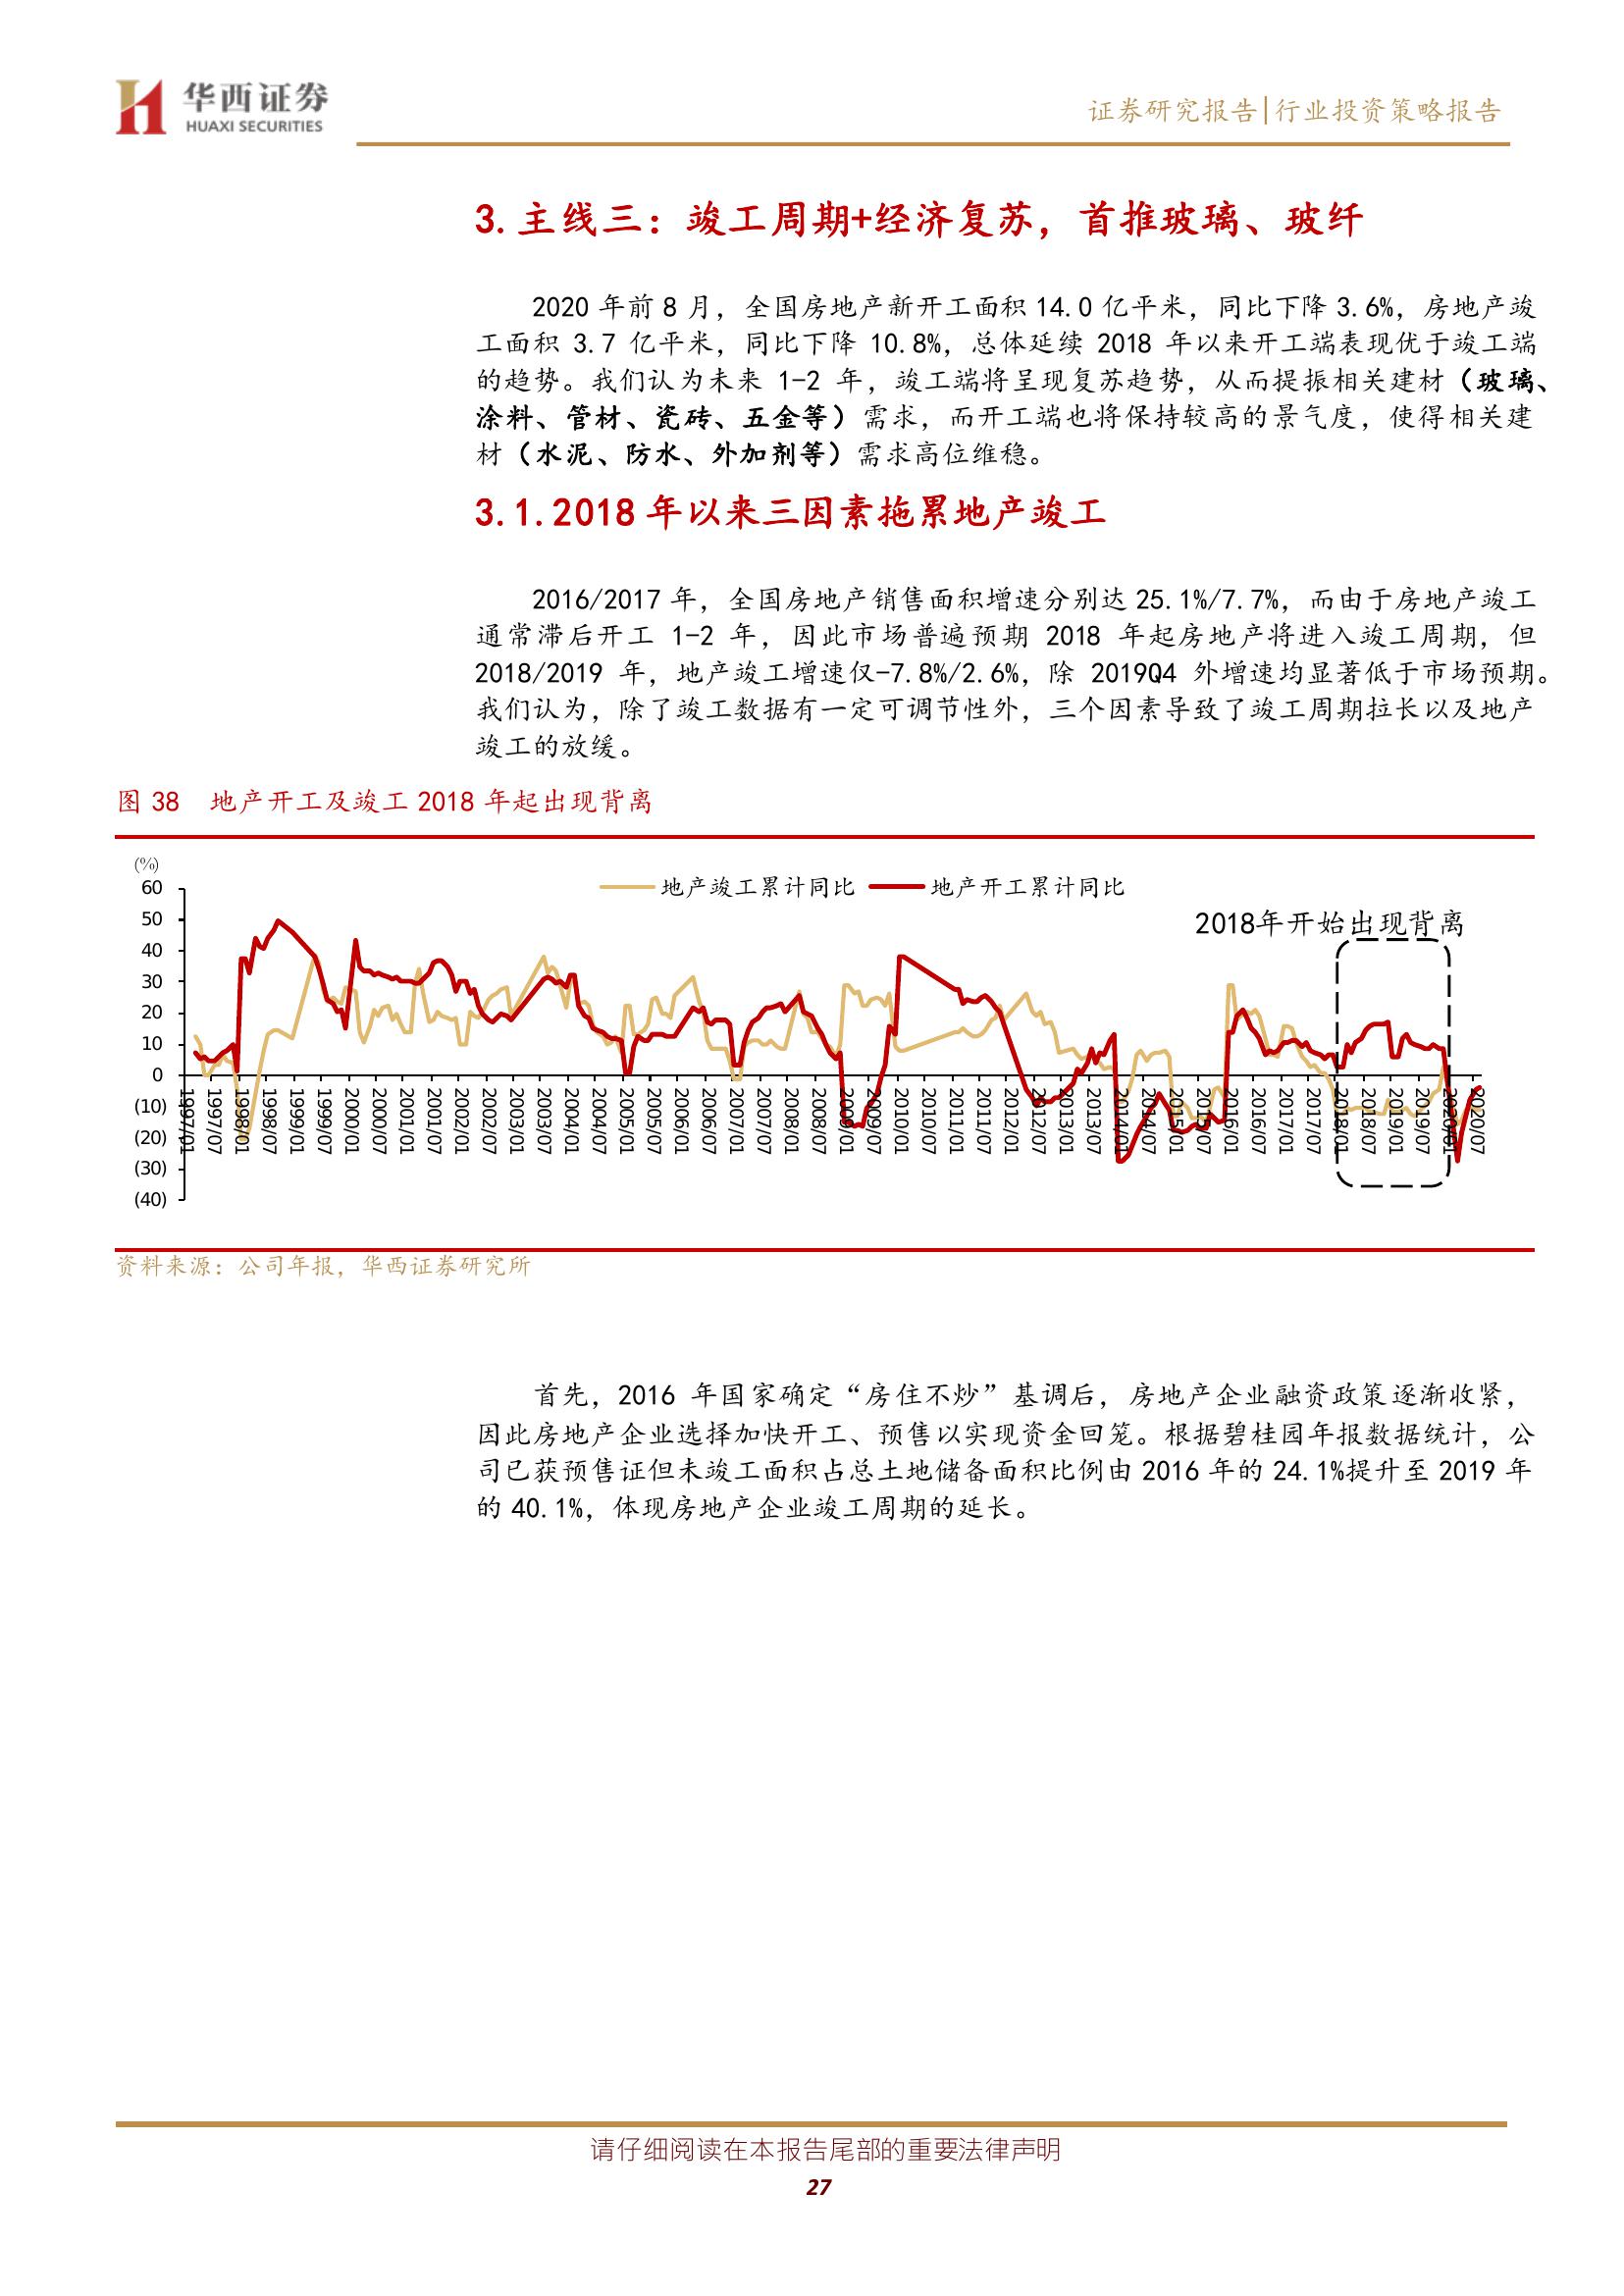 华西证券
HUAXI SECURITIES
证券研究报告|行业投资策略报告
3.主线三：竣工周期+经济复苏，首推玻璃、玻纤
2020 年前 8 月，全国房地产新开工面积 14.0 亿平米，同比下降 3.6%，房地产竣
工面积 3.7 亿平米，同比下降 10.8%，总体延续 2018 年以来开工端表现优于竣工端
的趋势。我们认为未来 1-2 年，竣工端将呈现复苏趋势，从而提振相关建材（玻璃、
涂料、管材、瓷砖、五金等）需求，而开工端也将保持较高的景气度，使得相关建
材（水泥、防水、外加剂等）需求高位维稳。
3.1.2018 年以来三因素拖累地产竣工
2016/2017 年，全国房地产销售面积增速分别达 25.1%/7.7%，而由于房地产竣工
通常滞后开工 1-2 年，因此市场普遍预期 2018 年起房地产将进入竣工周期，但
2018/2019 年，地产竣工增速仅-7.8%/2.6%，除 2019Q4 外增速均显著低于市场预期。
我们认为，除了竣工数据有一定可调节性外，三个因素导致了竣工周期拉长以及地产
竣工的放缓。
图 38 地产开工及竣工 2018 年起出现背离
(%)
地产竣工累计同比 地产开工累计同比
2018年开始出现背离
60
50
40
30
20
10
0
(10)
(20)
(30)
(40)
1997/01
1997/07
1998/01
1998/07
1999/01
1999/07
2000/01
2000/07
2001/01
2001/07
2002/01
2002/07
2003/01
2003/07
2004/01
2004/07
2005/01
2005/07
2006/01
2006/07
2007/01
2007/07
2008/01
2008/07
2009/01
2009/07
2010/01
2010/07
2011/01
2011/07
2012/01
2012/07
2013/01
2013/07
2014/01
2014/07
2015/01
2015/07
2016/01
2016/07
2017/01
2017/07
2018/01
2018/07
2019/01
2019/07
2020/01
2020/07
资料来源：公司年报，华西证券研究所
首先，2016 年国家确定“房住不炒”基调后，房地产企业融资政策逐渐收紧，
因此房地产企业选择加快开工、预售以实现资金回笼。根据碧桂园年报数据统计，公
司已获预售证但未竣工面积占总土地储备面积比例由 2016 年的 24.1%提升至 2019 年
的 40.1%，体现房地产企业竣工周期的延长。
请仔细阅读在本报告尾部的重要法律声明
27